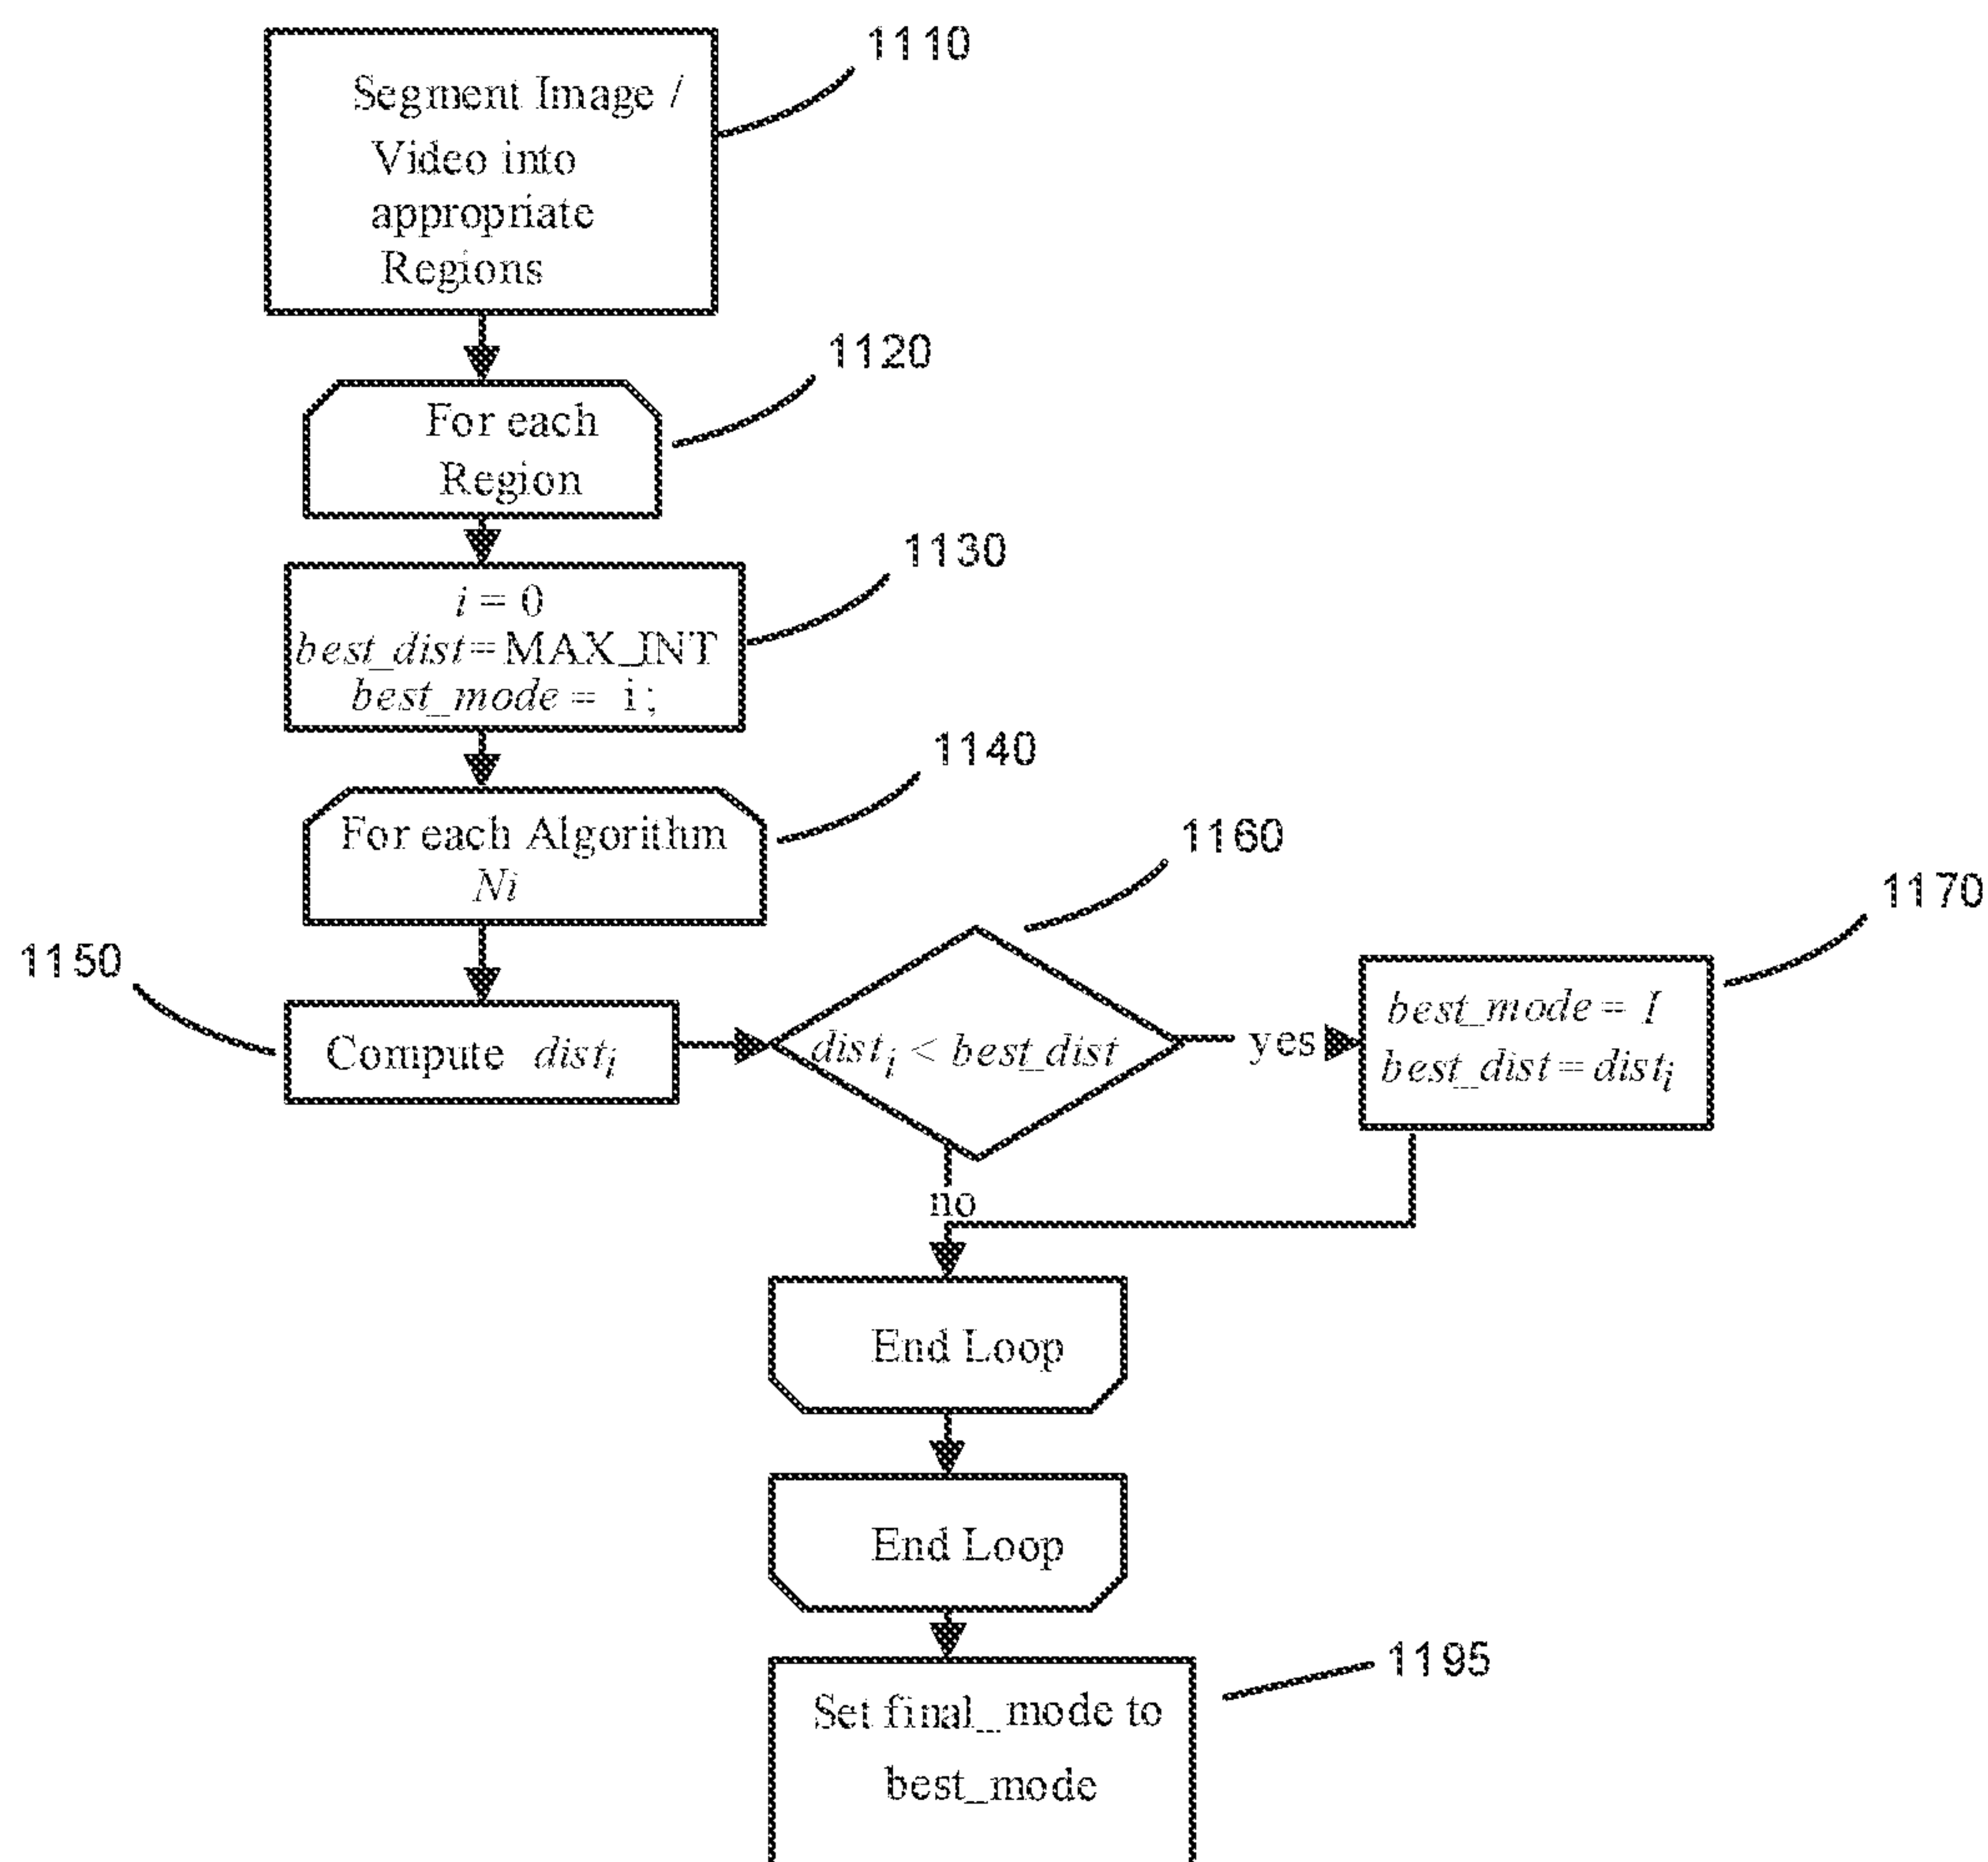 1110
Segment Image /
Video into
appropriate
Regions
1120
For each
Region
1130
i = 0
best_dist = MAX_INT
best_mode = i;
1140
For each Algorithm
Ni
1150
Compute dist_i
1160
dist_i < best_dist
yes
1170
best_mode = I
best_dist = dist_i
no
End Loop
End Loop
1195
Set final_mode to
best_mode